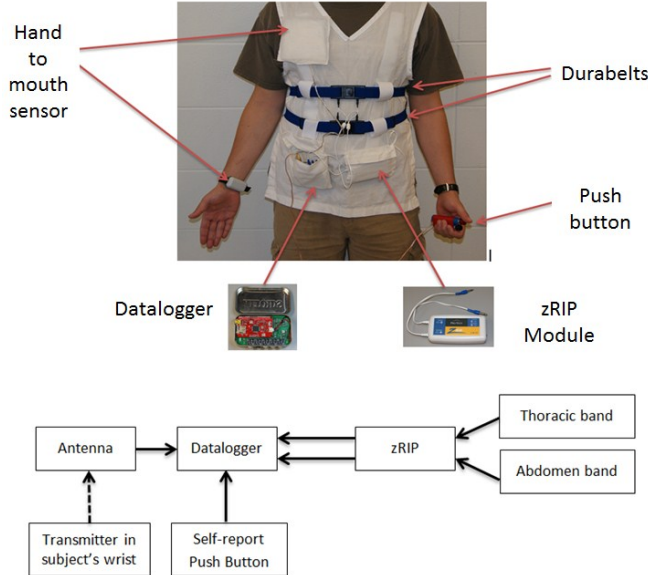 Hand
to
mouth
sensor
Durabelts
Push
button
Datalogger
zRIP
Module
Thoracic band
Antenna
Datalogger
zRIP
Abdomen band
Transmitter in
subject's wrist
Self-report
Push Button